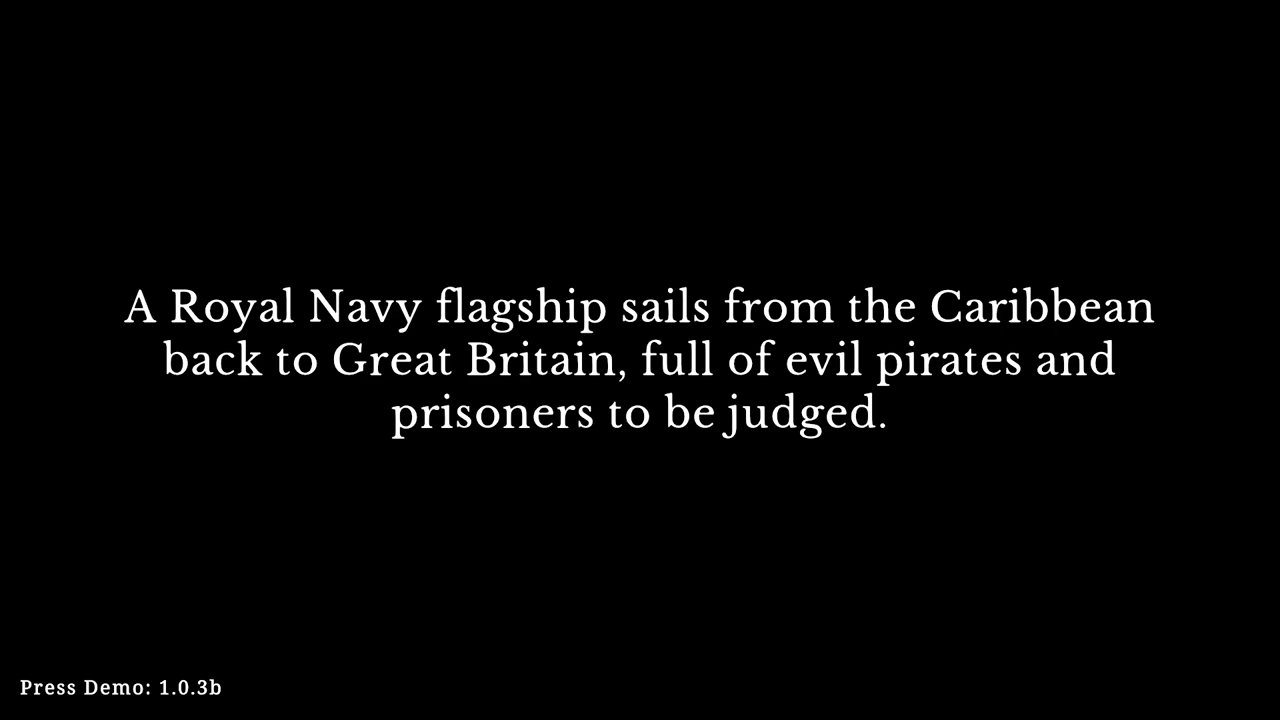 A Royal Navy flagship sails from the Caribbean
back to Great Britain, full of evil pirates and
prisoners to be judged.
Press Demo: 1.0.3b